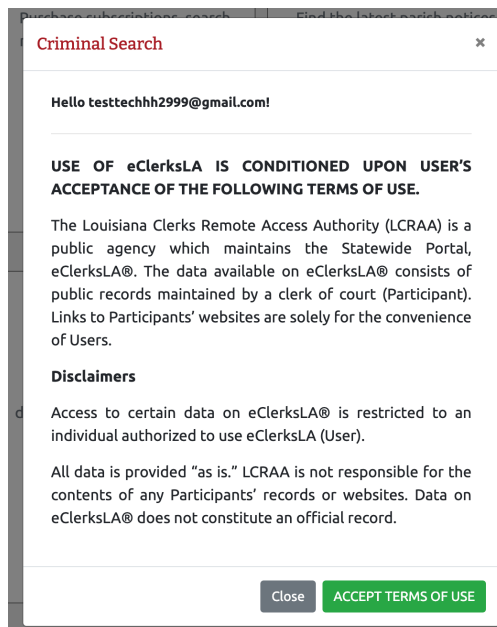 Purchase subscriptions, search
Find the latest parish notices
Criminal Search
×
Hello testtechhh2999@gmail.com!
USE OF eClerksLA IS CONDITIONED UPON USER’S
ACCEPTANCE OF THE FOLLOWING TERMS OF USE.
The Louisiana Clerks Remote Access Authority (LCRAA) is a
public agency which maintains the Statewide Portal,
eClerksLA®. The data available on eClerksLA® consists of
public records maintained by a clerk of court (Participant).
Links to Participants’ websites are solely for the convenience
of Users.
Disclaimers
Access to certain data on eClerksLA® is restricted to an
individual authorized to use eClerksLA (User).
All data is provided “as is.” LCRAA is not responsible for the
contents of any Participants’ records or websites. Data on
eClerksLA® does not constitute an official record.
Close
ACCEPT TERMS OF USE